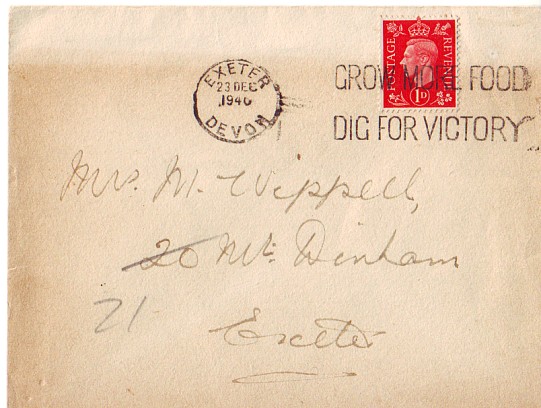 EXETER
23 DEC
1940
DEVON
POSTAGE REVENUE
1D
GROW MORE FOOD
DIG FOR VICTORY
Mrs. M. Wippell,
20 Mt. Dinham
21
Exeter